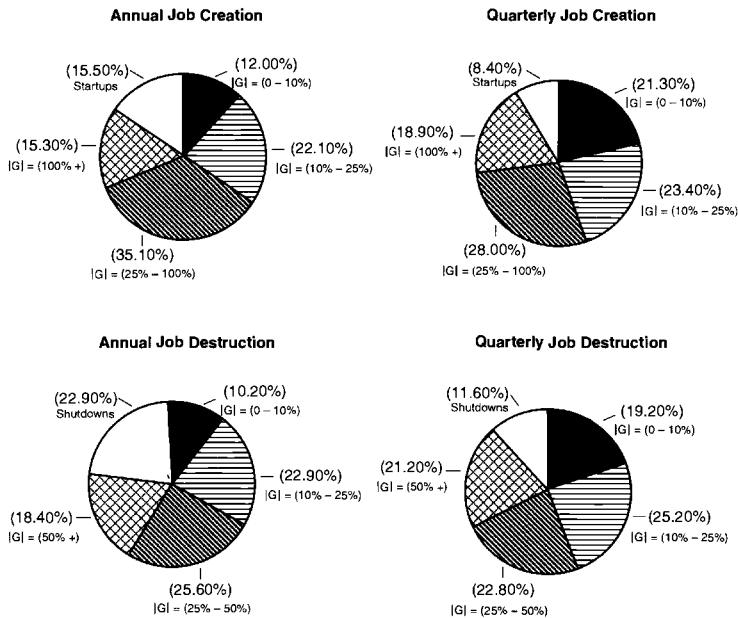 Annual Job Creation
(15.50%)
Startups
(12.00%)
|G| = (0 – 10%)
(15.30%)
|G| = (100% +)
(22.10%)
|G| = (10% – 25%)
(35.10%)
|G| = (25% – 100%)
Quarterly Job Creation
(8.40%)
Startups
(21.30%)
|G| = (0 – 10%)
(18.90%)
|G| = (100% +)
(23.40%)
|G| = (10% – 25%)
(28.00%)
|G| = (25% – 100%)
Annual Job Destruction
(22.90%)
Shutdowns
(10.20%)
|G| = (0 – 10%)
(22.90%)
|G| = (10% – 25%)
(18.40%)
|G| = (50% +)
(25.60%)
|G| = (25% – 50%)
Quarterly Job Destruction
(11.60%)
Shutdowns
(19.20%)
|G| = (0 – 10%)
(21.20%)
|G| = (50% +)
(25.20%)
|G| = (10% – 25%)
(22.80%)
|G| = (25% – 50%)